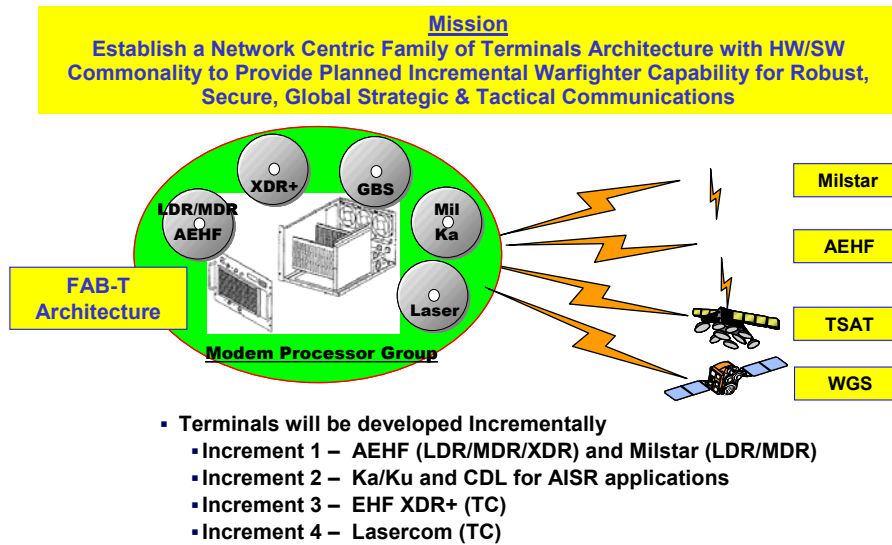 Mission
Establish a Network Centric Family of Terminals Architecture with HW/SW
Commonality to Provide Planned Incremental Warfighter Capability for Robust,
Secure, Global Strategic & Tactical Communications
XDR+
GBS
LDR/MDR
AEHF
Mil
Ka
Laser
FAB-T
Architecture
Modem Processor Group
Milstar
AEHF
TSAT
WGS
▪ Terminals will be developed Incrementally
▪ Increment 1 – AEHF (LDR/MDR/XDR) and Milstar (LDR/MDR)
▪ Increment 2 – Ka/Ku and CDL for AISR applications
▪ Increment 3 – EHF XDR+ (TC)
▪ Increment 4 – Lasercom (TC)